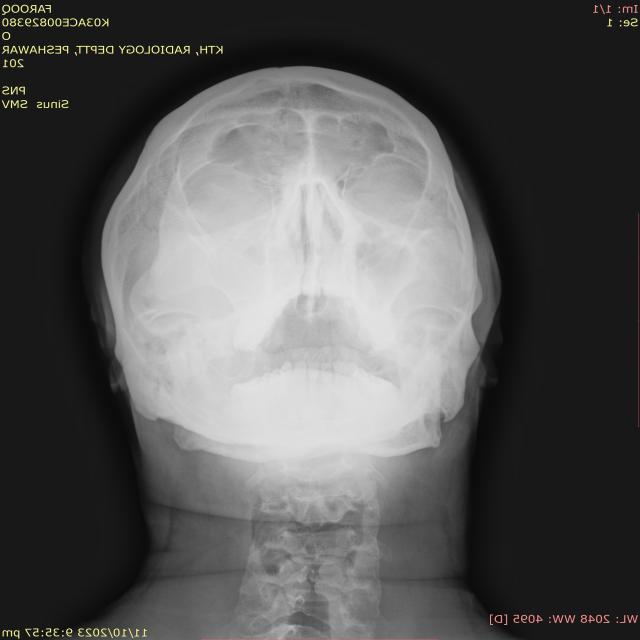 FAROOQ
K03ACE00829380
O
KTH, RADIOLOGY DEPTT, PESHAWAR
201
PNS
Sinus SMV
Im: 1/1
Se: 1
11/10/2023 9:35:57 pm
WL: 2048 WW: 4095 [D]